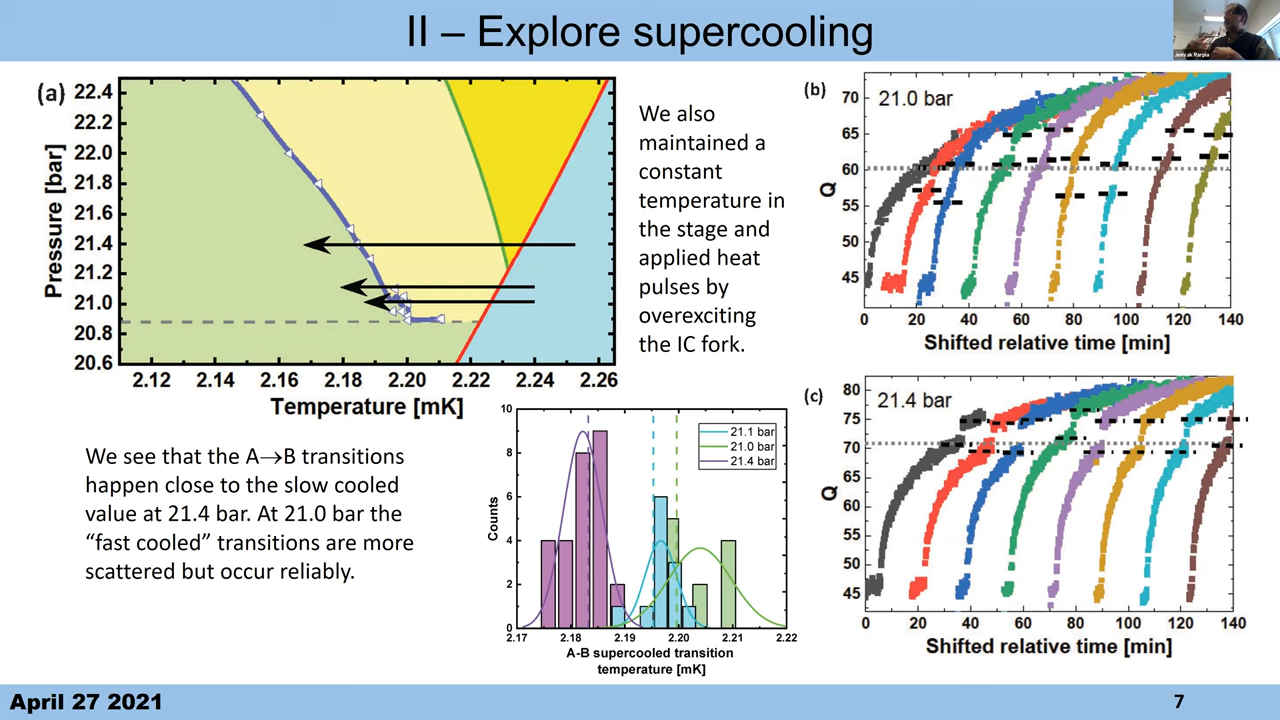 II – Explore supercooling
Jeevak Parpia
(a)
22.4
22.2
22.0
21.8
21.6
21.4
21.2
21.0
20.8
20.6
Pressure [bar]
2.12 2.14 2.16 2.18 2.20 2.22 2.24 2.26
Temperature [mK]
We also
maintained a
constant
temperature in
the stage and
applied heat
pulses by
overexciting
the IC fork.
(b)
21.0 bar
70
65
60
55
50
45
Q
0 20 40 60 80 100 120 140
Shifted relative time [min]
We see that the A→B transitions
happen close to the slow cooled
value at 21.4 bar. At 21.0 bar the
“fast cooled” transitions are more
scattered but occur reliably.
10
8
6
4
2
0
Counts
21.1 bar
21.0 bar
21.4 bar
2.17 2.18 2.19 2.20 2.21 2.22
A-B supercooled transition
temperature [mK]
(c)
21.4 bar
80
75
70
65
60
55
50
45
Q
0 20 40 60 80 100 120 140
Shifted relative time [min]
April 27 2021
7